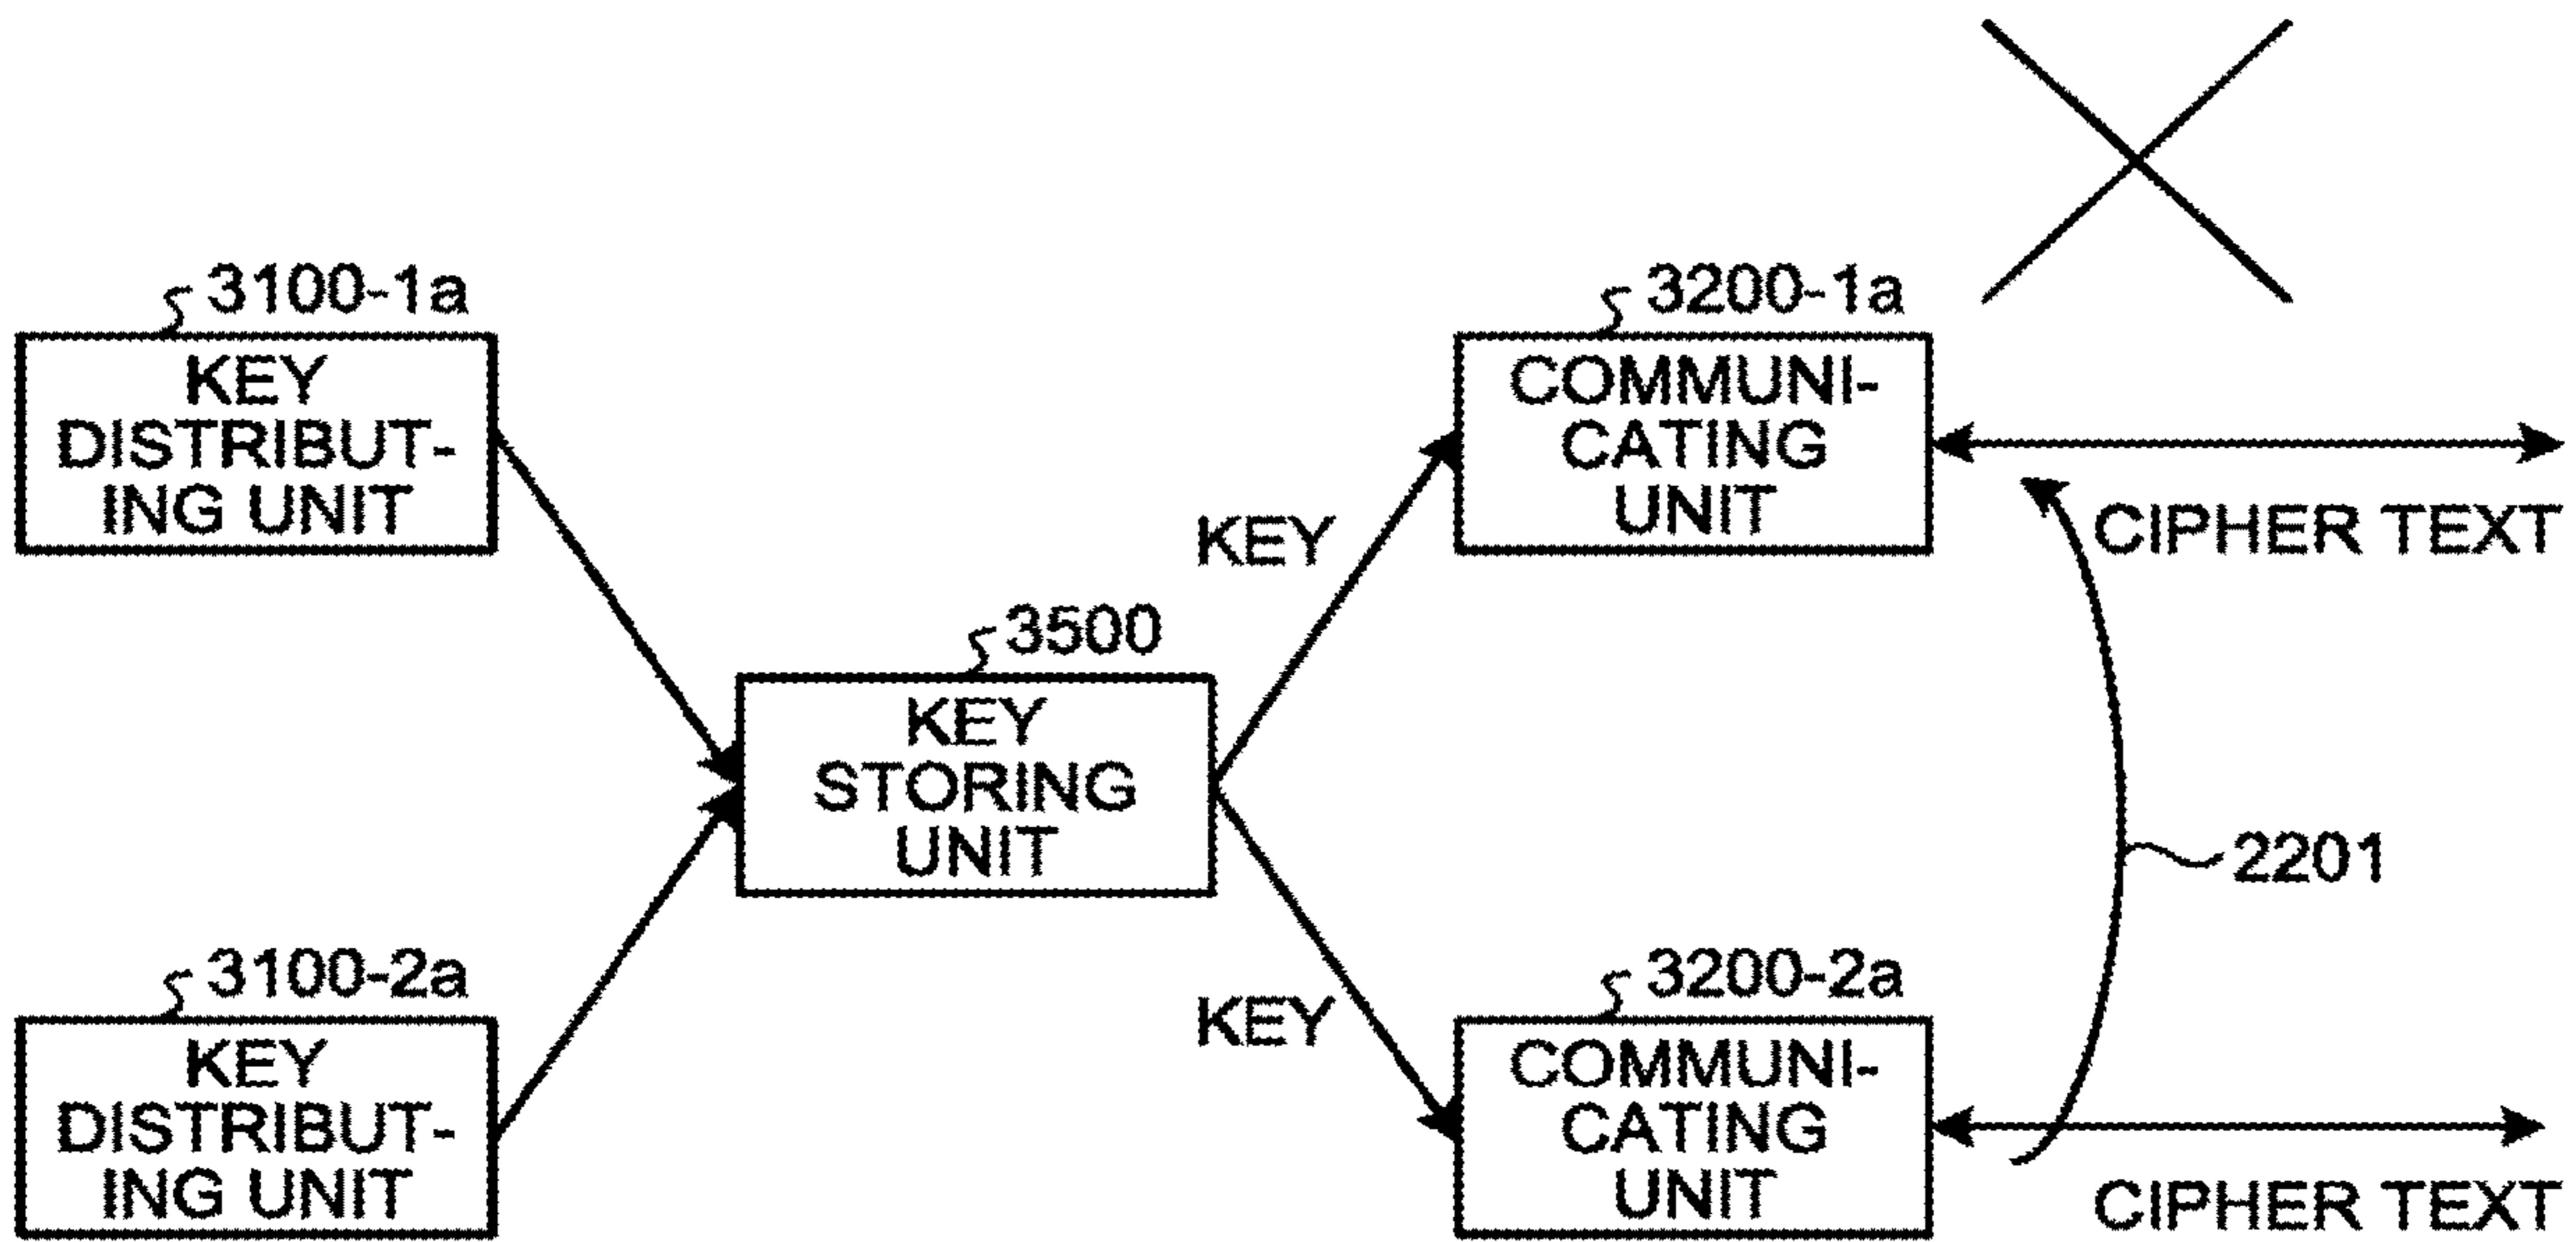 3100-1a
KEY
DISTRIBUT-
ING UNIT
3200-1a
COMMUNI-
CATING
UNIT
CIPHER TEXT
KEY
3500
KEY
STORING
UNIT
2201
3100-2a
KEY
DISTRIBUT-
ING UNIT
KEY
3200-2a
COMMUNI-
CATING
UNIT
CIPHER TEXT